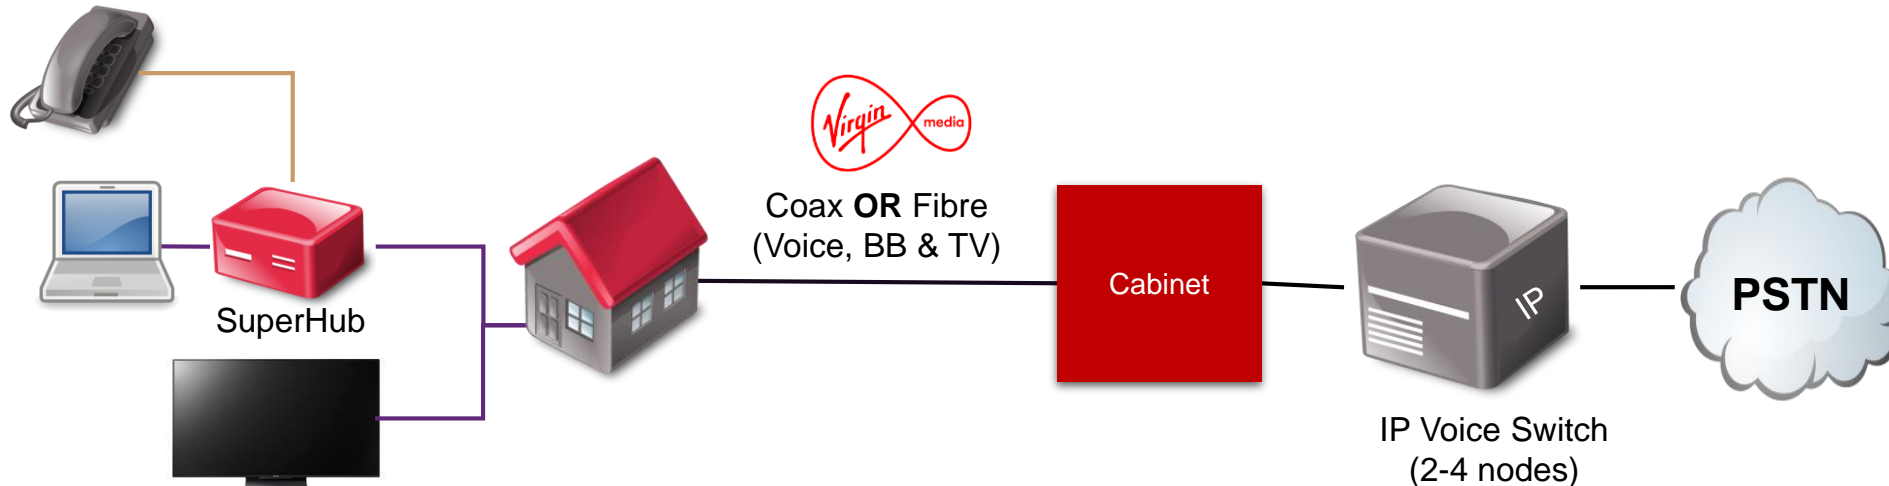 Virgin media
Coax OR Fibre
(Voice, BB & TV)
SuperHub
Cabinet
IP
IP Voice Switch
(2-4 nodes)
PSTN